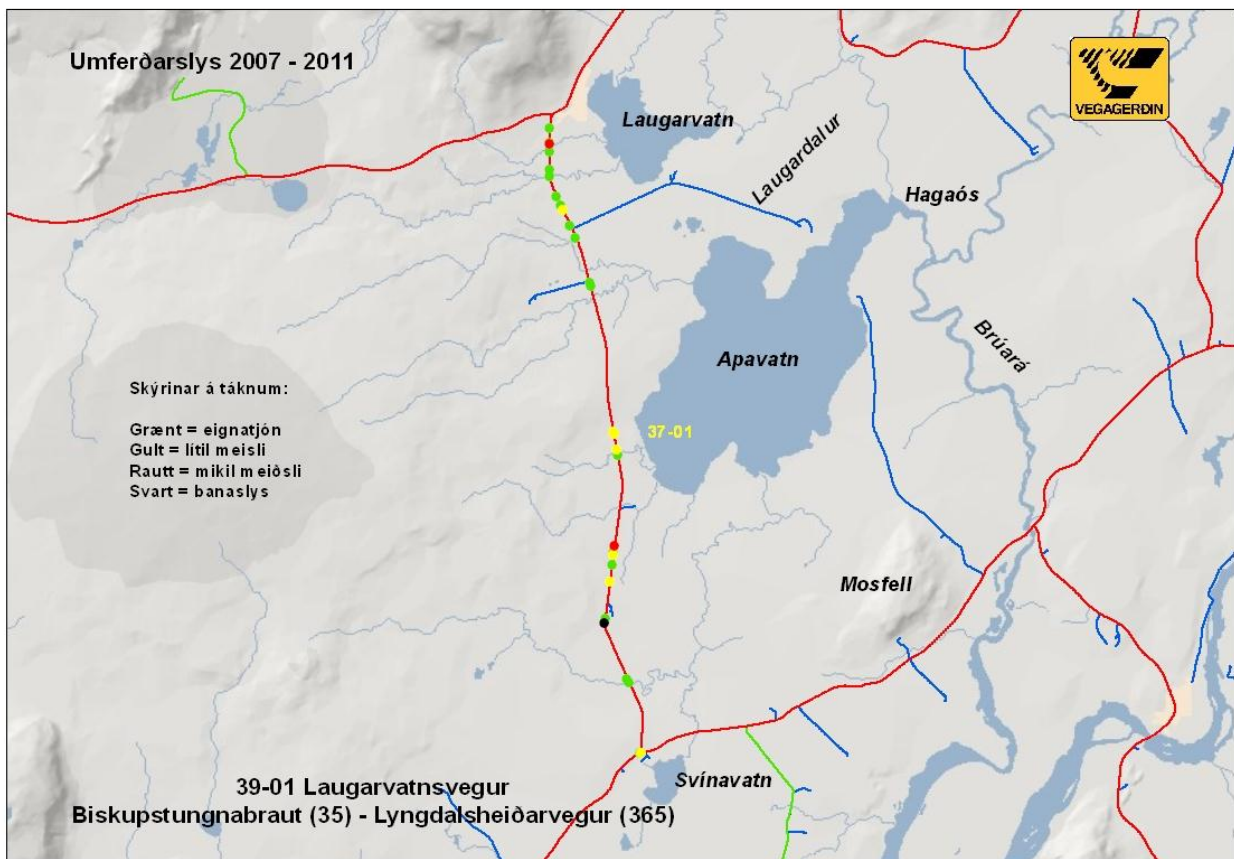 Umferðarslys 2007 - 2011
VEGAGERÐIN
Laugarvatn
Laugardalur
Hagaós
Brúará
Apavatn
Skýrinar á táknum:
Grænt = eignatjón
Gult = lítil meisli
Rautt = mikil meiðsli
Svart = banaslys
37-01
Mosfell
Svínavatn
39-01 Laugarvatnsvegur
Biskupstungnabraut (35) - Lyngdalsheiðarvegur (365)